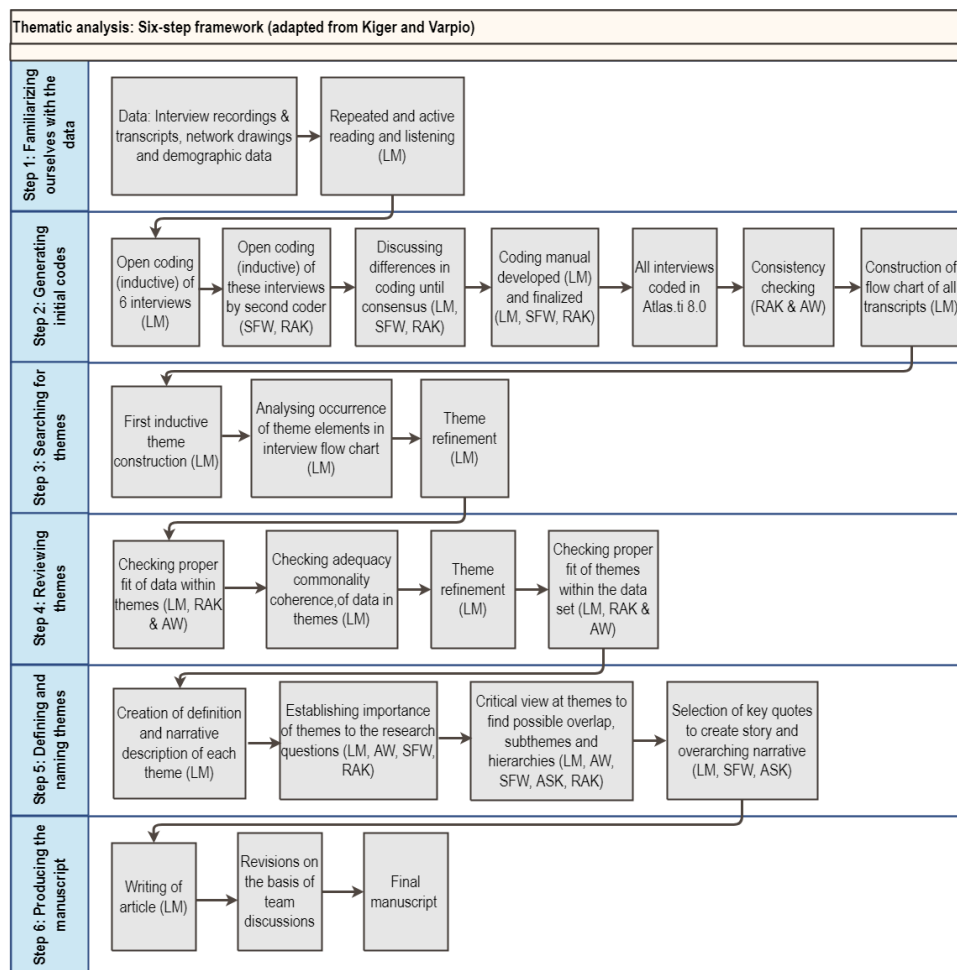 Thematic analysis: Six-step framework (adapted from Kiger and Varpio)
Step 1: Familiarizing
ourselves with the
data
Data: Interview recordings &
transcripts, network drawings
and demographic data
Repeated and active
reading and listening
(LM)
Step 2: Generating
initial codes
Open coding
(inductive) of
6 interviews
(LM)
Open coding
(inductive) of
these interviews
by second coder
(SFW, RAK)
Discussing
differences in
coding until
consensus (LM,
SFW, RAK)
Coding manual
developed (LM)
and finalized
(LM, SFW, RAK)
All interviews
coded in
Atlas.ti 8.0
Consistency
checking
(RAK & AW)
Construction of
flow chart of all
transcripts (LM)
Step 3: Searching for
themes
First inductive
theme
construction (LM)
Analysing occurrence
of theme elements in
interview flow chart
(LM)
Theme
refinement
(LM)
Step 4: Reviewing
themes
Checking proper
fit of data within
themes (LM, RAK
& AW)
Checking adequacy
commonality
coherence,of data in
themes (LM)
Theme
refinement
(LM)
Checking proper
fit of themes
within the data
set (LM, RAK &
AW)
Step 5: Defining and
naming themes
Creation of definition
and narrative
description of each
theme (LM)
Establishing importance
of themes to the research
questions (LM, AW, SFW,
RAK)
Critical view at themes to
find possible overlap,
subthemes and
hierarchies (LM, AW,
SFW, ASK, RAK)
Selection of key quotes
to create story and
overarching narrative
(LM, SFW, ASK)
Step 6: Producing the
manuscript
Writing of
article (LM)
Revisions on
the basis of
team
discussions
Final
manuscript